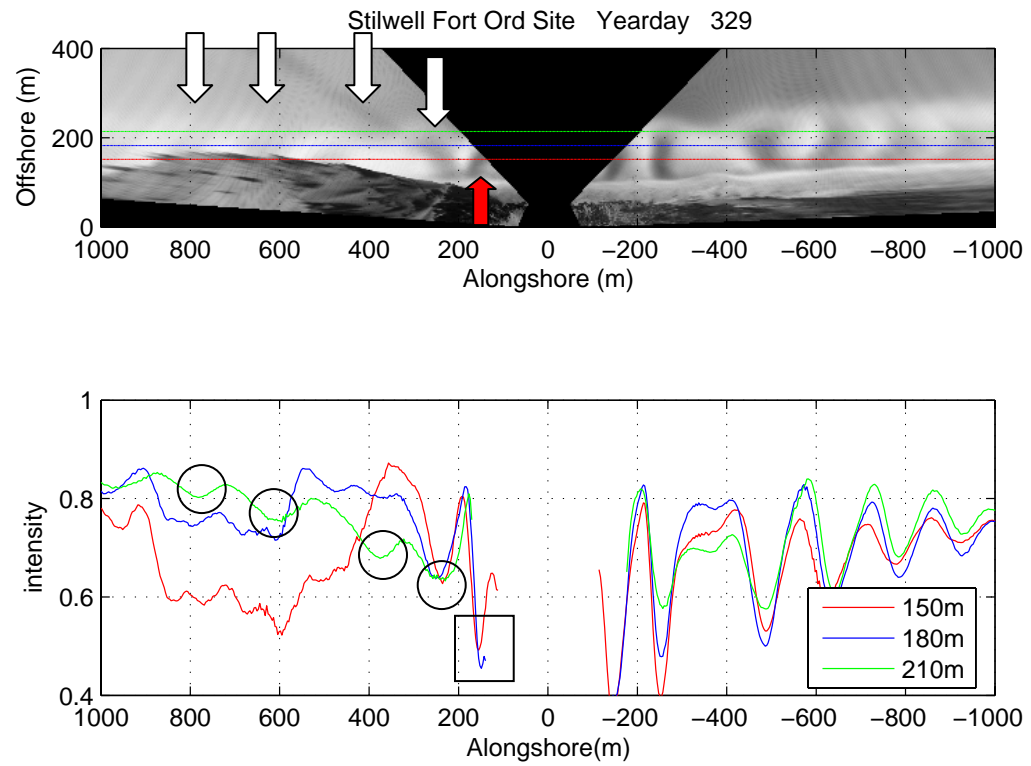 Stilwell Fort Ord Site Yearday 329
Offshore (m)
400
200
0
1000 800 600 400 200 0 −200 −400 −600 −800 −1000
Alongshore (m)
intensity
1
0.8
0.6
0.4
150m
180m
210m
1000 800 600 400 200 0 −200 −400 −600 −800 −1000
Alongshore(m)